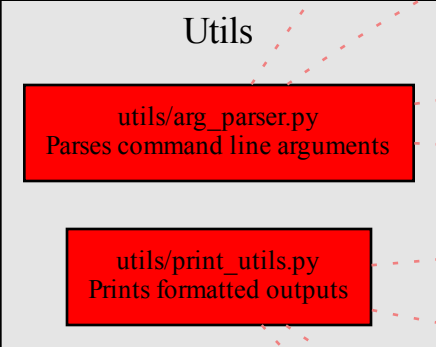 Utils
utils/arg_parser.py
Parses command line arguments
utils/print_utils.py
Prints formatted outputs